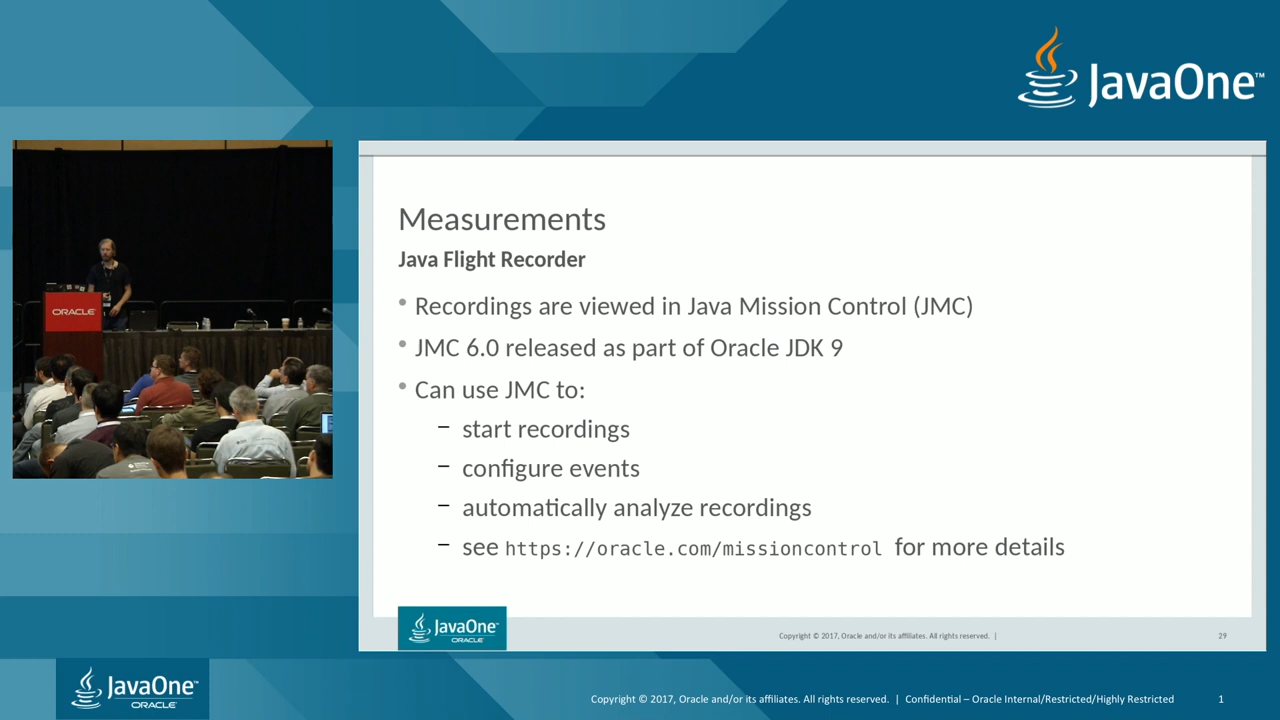 JavaOne™
ORACLE
Measurements
Java Flight Recorder
• Recordings are viewed in Java Mission Control (JMC)
• JMC 6.0 released as part of Oracle JDK 9
• Can use JMC to:
– start recordings
– configure events
– automatically analyze recordings
– see https://oracle.com/missioncontrol for more details
JavaOne™
ORACLE
Copyright © 2017, Oracle and/or its affiliates. All rights reserved. |
29
JavaOne™
ORACLE
Copyright © 2017, Oracle and/or its affiliates. All rights reserved. | Confidential – Oracle Internal/Restricted/Highly Restricted
1